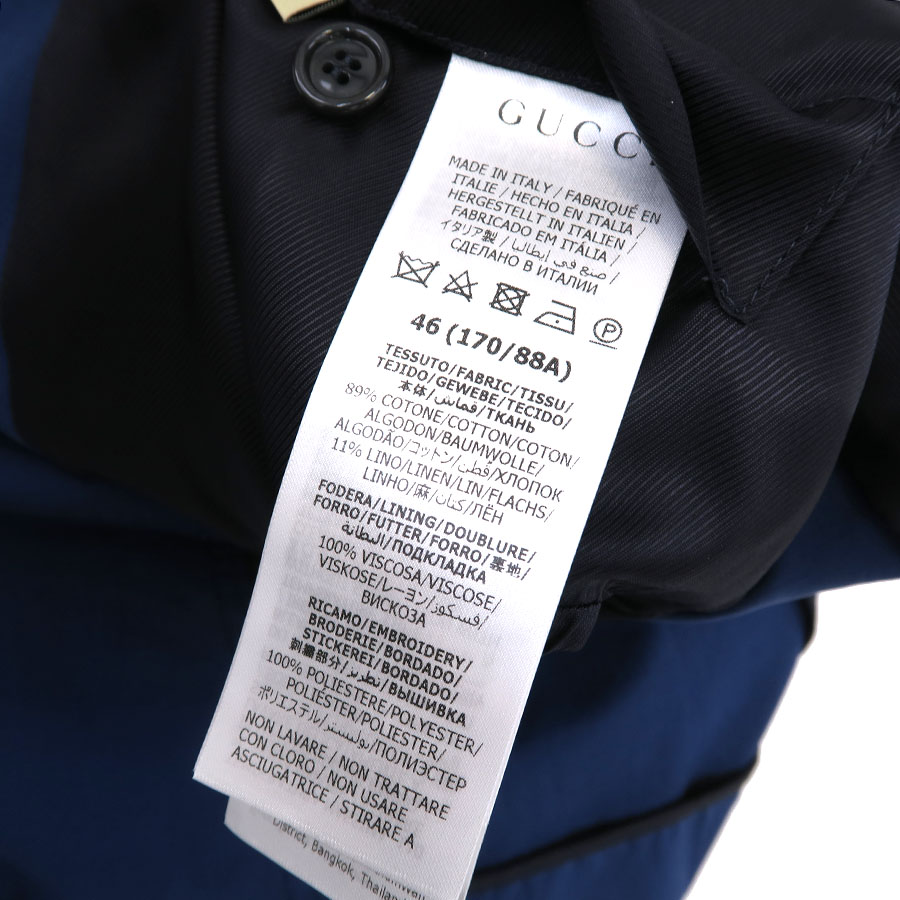 GUCCI
MADE IN ITALY / FABRIQUÉ EN
ITALIE / HECHO EN ITALIA /
HERGESTELLT IN ITALIEN /
FABRICADO EM ITÁLIA /
イタリア製 / صنع في إيطاليا /
СДЕЛАНО В ИТАЛИИ
P
46 (170/88A)
TESSUTO/FABRIC/TISSU/
TEJIDO/GEWEBE/TECIDO/
本体/قماش/ТКАНЬ
89% COTONE/COTTON/COTON/
ALGODON/BAUMWOLLE/
ALGODÃO/コットン/قطن/ХЛОПОК
11% LINO/LINEN/LIN/FLACHS/
LINHO/麻/كتان/ЛЁН
FODERA/LINING/DOUBLURE/
FORRO/FUTTER/FORRO/裏地/
البطانة/ПОДКЛАДКА
100% VISCOSA/VISCOSE/
VISKOSE/レーヨン/فسكوز/
ВИСКОЗА
RICAMO/EMBROIDERY/
BRODERIE/BORDADO/
STICKEREI/BORDADO/
刺繍部分/تطريز/ВЫШИВКА
100% POLIESTERE/POLYESTER/
POLIÉSTER/POLIESTER/
ポリエステル/بوليستر/ПОЛИЭСТЕР
NON LAVARE / NON TRATTARE
CON CLORO / NON USARE
ASCIUGATRICE / STIRARE A
District, Bangkok, Thailand